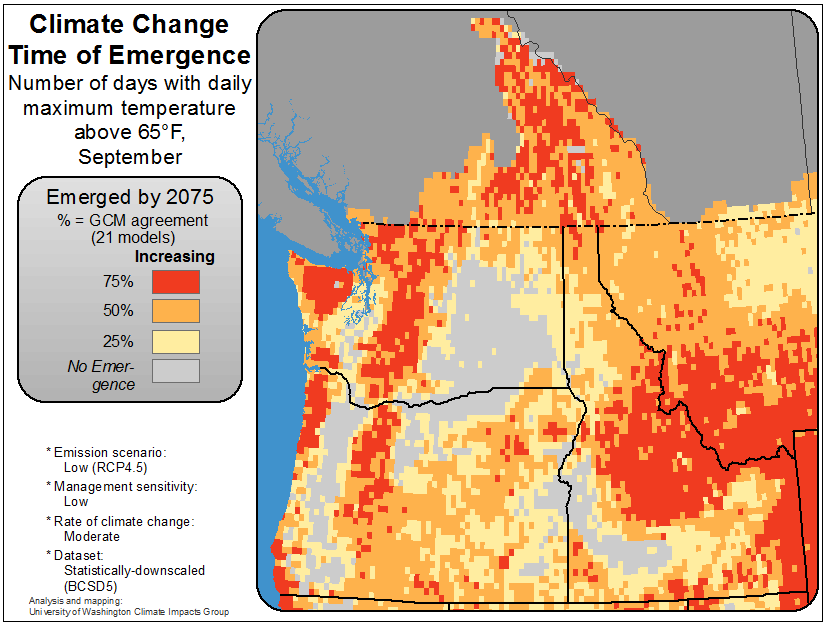 Climate Change
Time of Emergence
Number of days with daily
maximum temperature
above 65°F,
September
Emerged by 2075
% = GCM agreement
(21 models)
Increasing
75%
50%
25%
No Emer-
gence
* Emission scenario:
Low (RCP4.5)
* Management sensitivity:
Low
* Rate of climate change:
Moderate
* Dataset:
Statistically-downscaled
(BCSD5)
Analysis and mapping:
University of Washington Climate Impacts Group